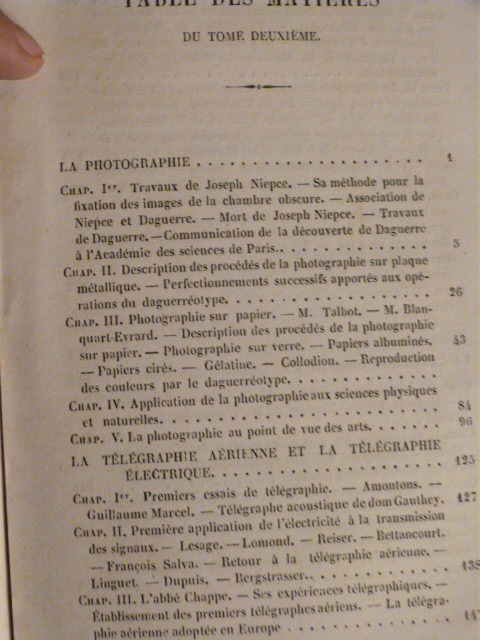 TABLE DES MATIÈRES
DU TOME DEUXIÈME.
LA PHOTOGRAPHIE . . . . . . . . . . . . . . . . . . 1
CHAP. Ier. Travaux de Joseph Niepce. — Sa méthode pour la
fixation des images de la chambre obscure. — Association de
Niepce et Daguerre. — Mort de Joseph Niepce. — Travaux
de Daguerre. — Communication de la découverte de Daguerre
à l'Académie des sciences de Paris. . . . . . . . . . . . 5
CHAP. II. Description des procédés de la photographie sur plaque
métallique. — Perfectionnements successifs apportés aux opé-
rations du daguerréotype. . . . . . . . . . . . . . . . 26
CHAP. III. Photographie sur papier. — M. Talbot. — M. Blan-
quart-Evrard. — Description des procédés de la photographie
sur papier. — Photographie sur verre. — Papiers albuminés. 43
— Papiers cirés. — Gélatine. — Collodion. — Reproduction
des couleurs par le daguerréotype. . . . . . . . . . . .
CHAP. IV. Application de la photographie aux sciences physiques
et naturelles. . . . . . . . . . . . . . . . . . . . . 84
CHAP. V. La photographie au point de vue des arts. . . . . . 96
LA TÉLÉGRAPHIE AÉRIENNE ET LA TÉLÉGRAPHIE
ÉLECTRIQUE. . . . . . . . . . . . . . . . . . 125
CHAP. Ier. Premiers essais de télégraphie. — Amontons. —
Guillaume Marcel. — Télégraphe acoustique de dom Gauthey. 127
CHAP. II. Première application de l'électricité à la transmission
des signaux. — Lesage. — Lomond. — Reiser. — Bettancourt.
— François Salva. — Retour à la télégraphie aérienne. —
Linguet. — Dupuis. — Bergstrasser. . . . . . . . . . . . 138
CHAP. III. L'abbé Chappe. — Ses expériences télégraphiques. —
Établissement des premiers télégraphes aériens. — La télégra-
phie aérienne adoptée en Europe . . . . . . . . . . . .